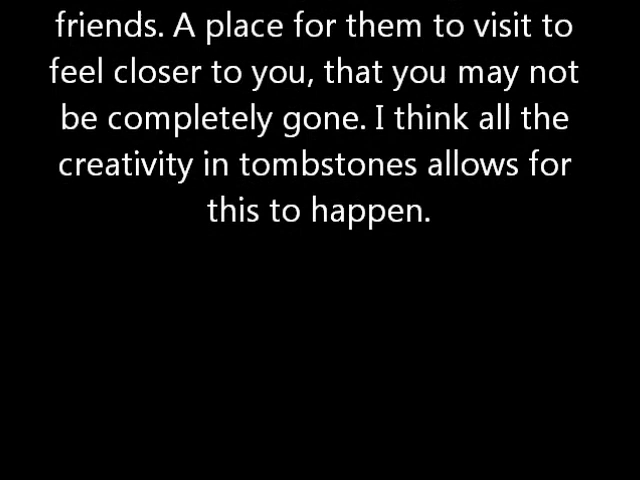 friends. A place for them to visit to
feel closer to you, that you may not
be completely gone. I think all the
creativity in tombstones allows for
this to happen.